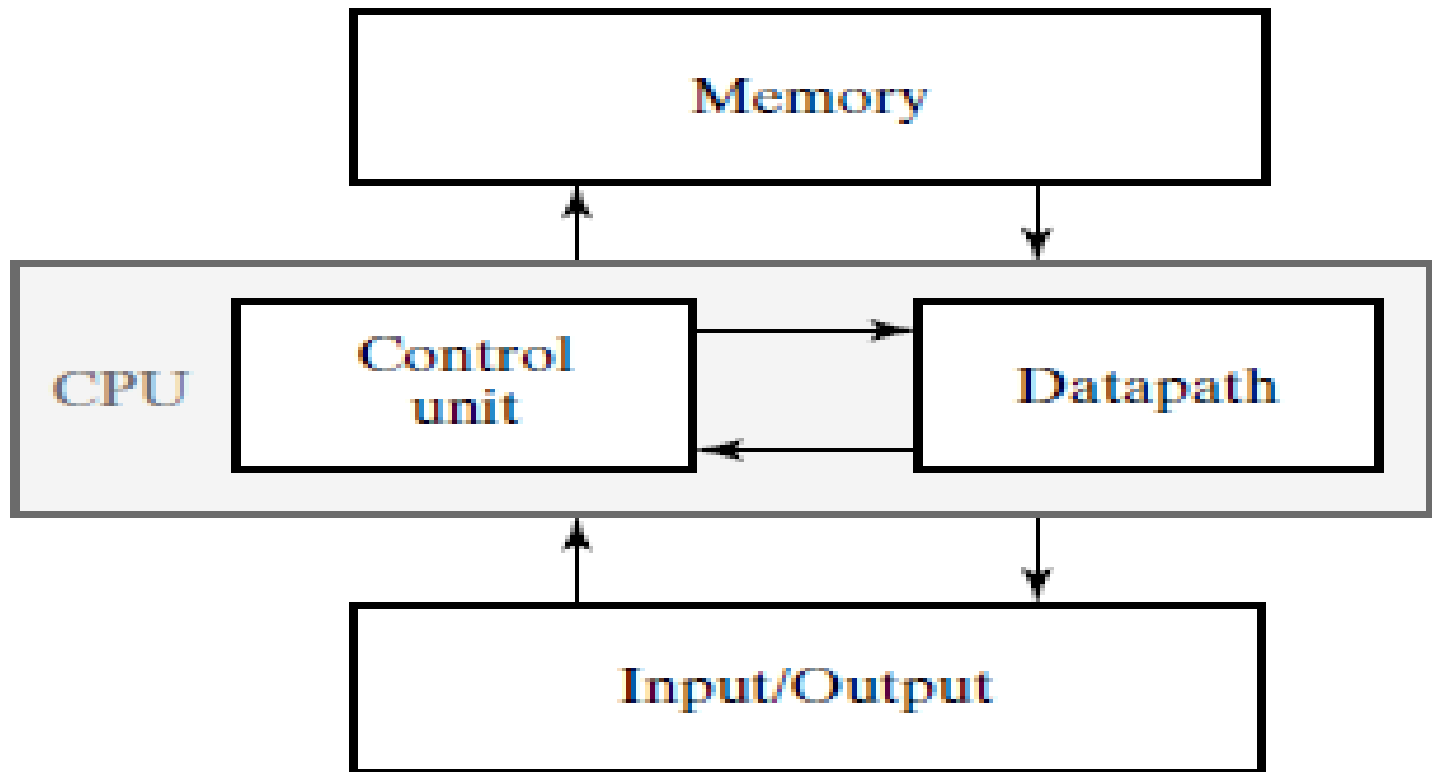 Memory
CPU
Control
unit
Datapath
Input/Output